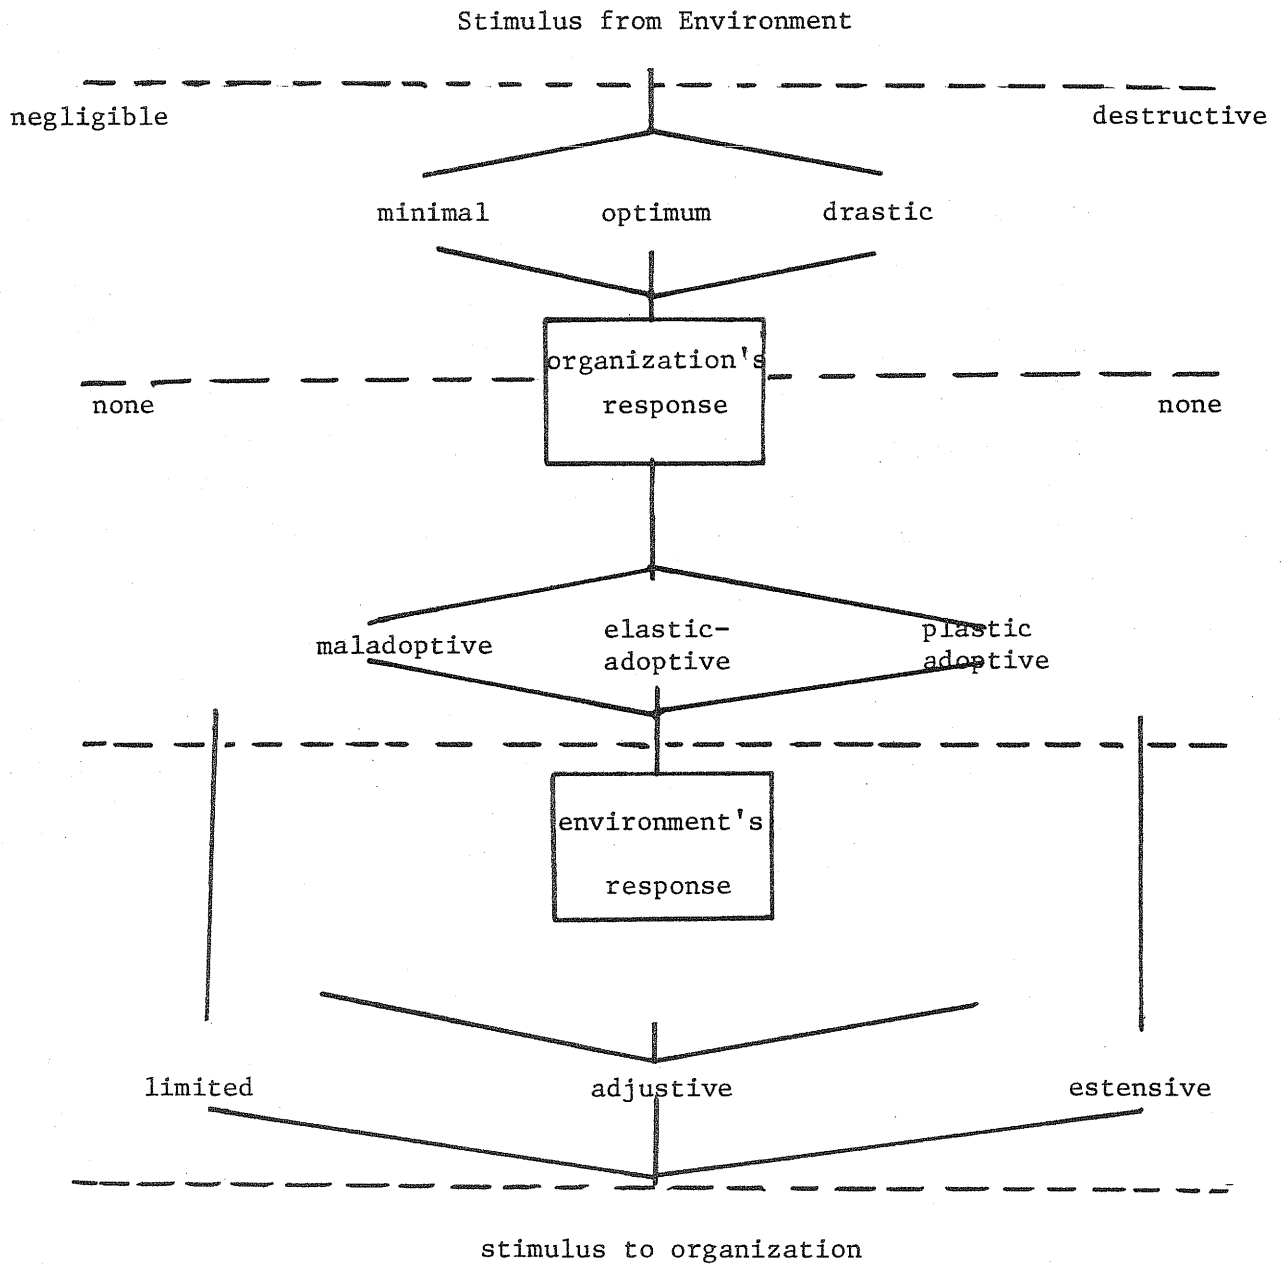 Stimulus from Environment
negligible
destructive
minimal optimum drastic
organization's
response
none
none
maladoptive
elastic-
adoptive
plastic
adoptive
environment's
response
limited adjustive estensive
stimulus to organization